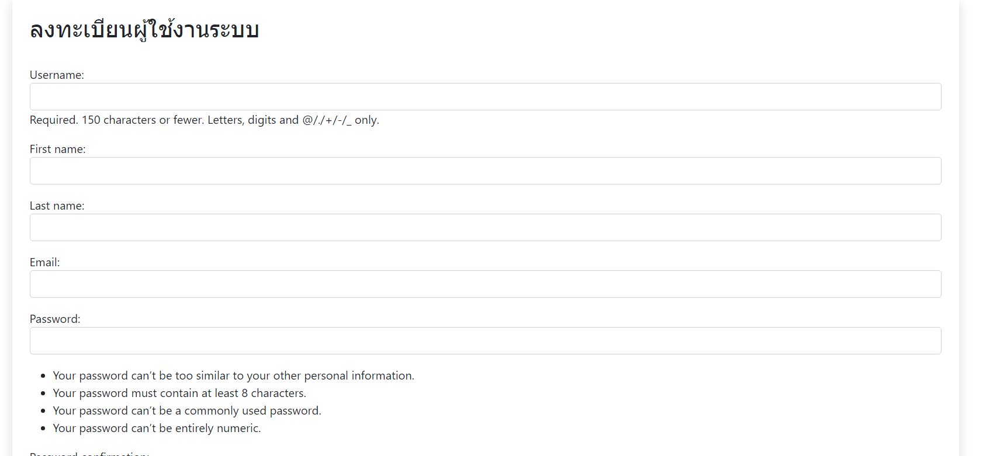 ลงทะเบียนผู้ใช้งานระบบ
Username:
Required. 150 characters or fewer. Letters, digits and @/./+/-/_ only.
First name:
Last name:
Email:
Password:
Your password can’t be too similar to your other personal information.
Your password must contain at least 8 characters.
Your password can’t be a commonly used password.
Your password can’t be entirely numeric.
Password confirmation: